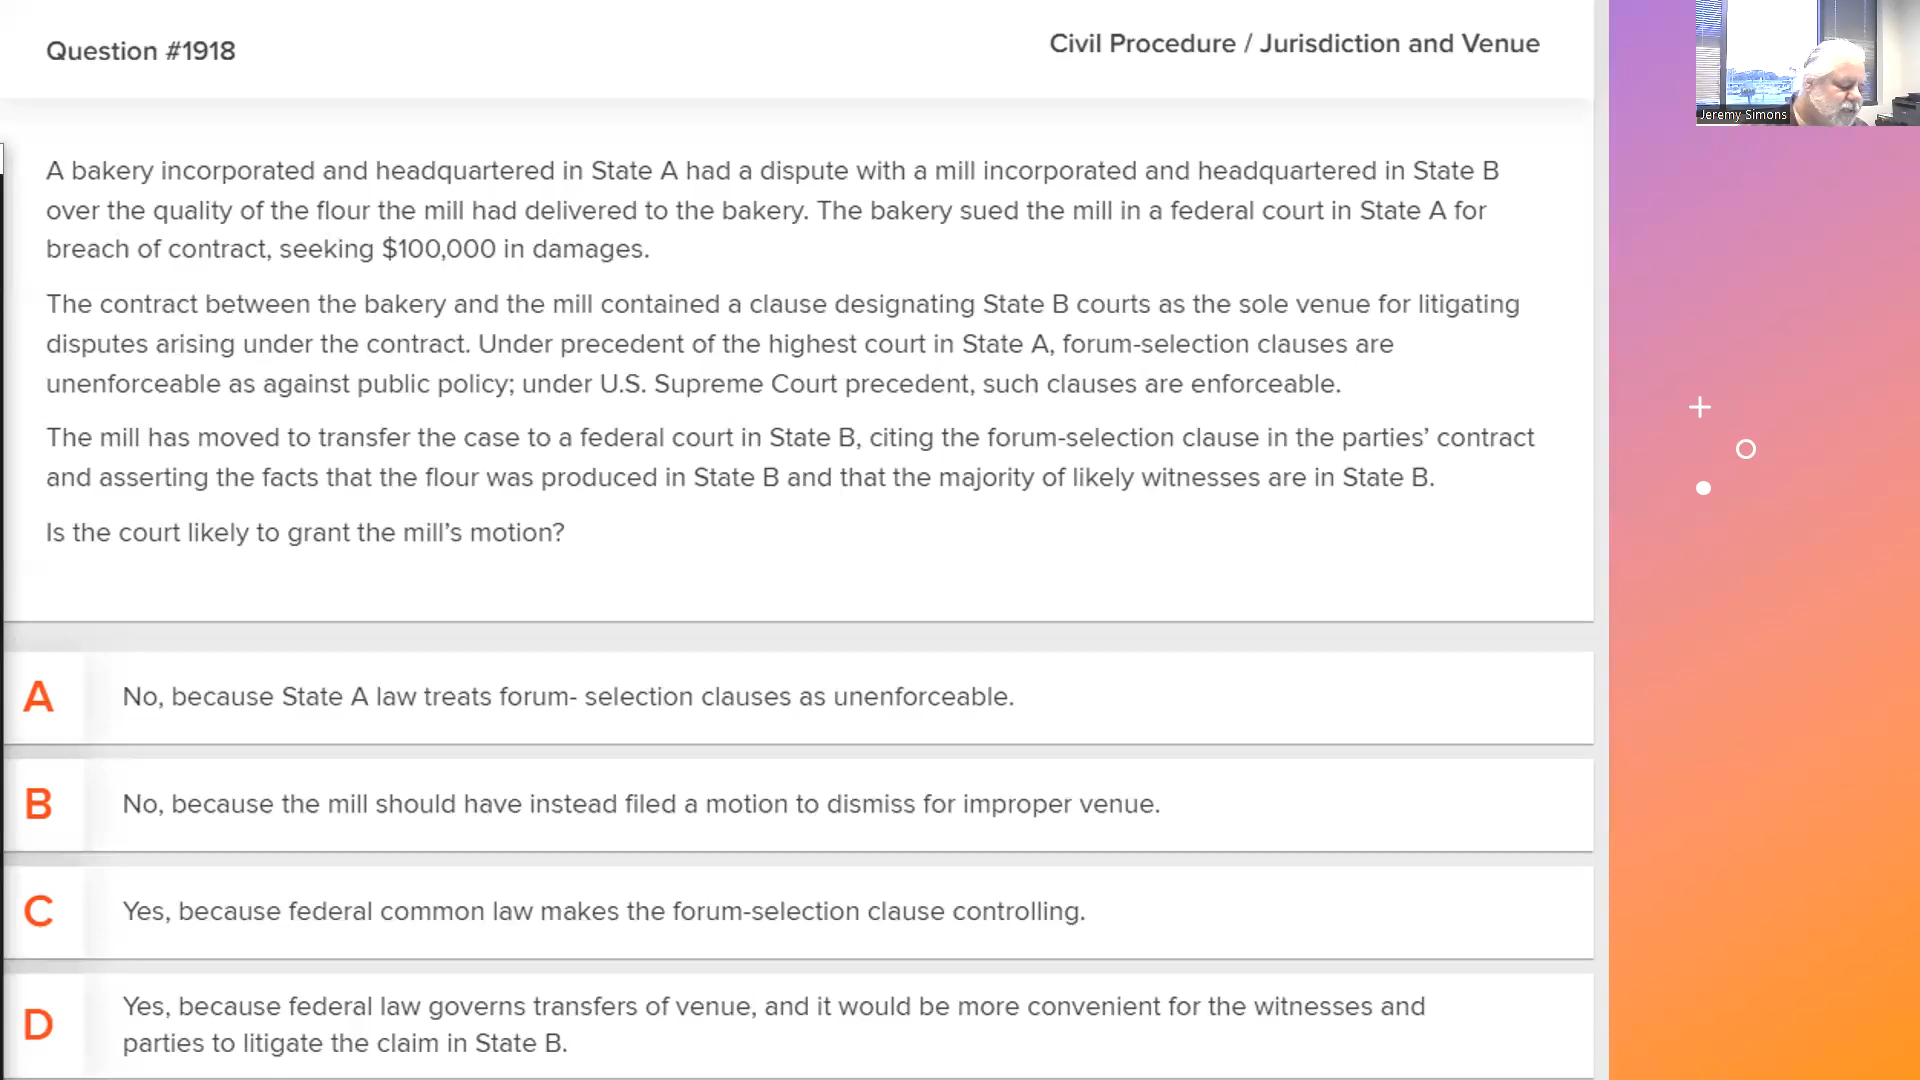 Question #1918
Civil Procedure / Jurisdiction and Venue
Jeremy Simons
A bakery incorporated and headquartered in State A had a dispute with a mill incorporated and headquartered in State B
over the quality of the flour the mill had delivered to the bakery. The bakery sued the mill in a federal court in State A for
breach of contract, seeking $100,000 in damages.
The contract between the bakery and the mill contained a clause designating State B courts as the sole venue for litigating
disputes arising under the contract. Under precedent of the highest court in State A, forum-selection clauses are
unenforceable as against public policy; under U.S. Supreme Court precedent, such clauses are enforceable.
The mill has moved to transfer the case to a federal court in State B, citing the forum-selection clause in the parties’ contract
and asserting the facts that the flour was produced in State B and that the majority of likely witnesses are in State B.
Is the court likely to grant the mill’s motion?
A
No, because State A law treats forum- selection clauses as unenforceable.
B
No, because the mill should have instead filed a motion to dismiss for improper venue.
C
Yes, because federal common law makes the forum-selection clause controlling.
D
Yes, because federal law governs transfers of venue, and it would be more convenient for the witnesses and
parties to litigate the claim in State B.